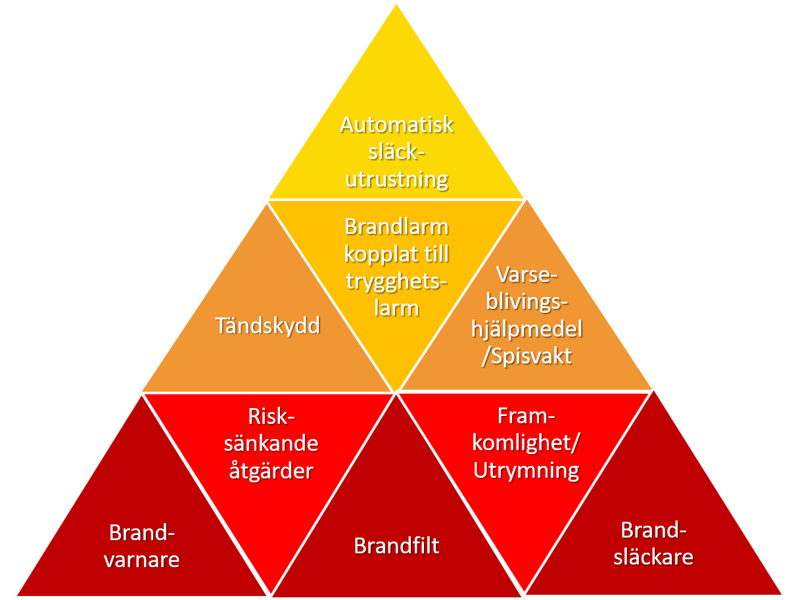 Automatisk
släck-
utrustning
Brandlarm
kopplat till
trygghets-
larm
Tändskydd
Varse-
blivings-
hjälpmedel
/Spisvakt
Risk-
sänkande
åtgärder
Fram-
komlighet/
Utrymning
Brand-
varnare
Brandfilt
Brand-
släckare